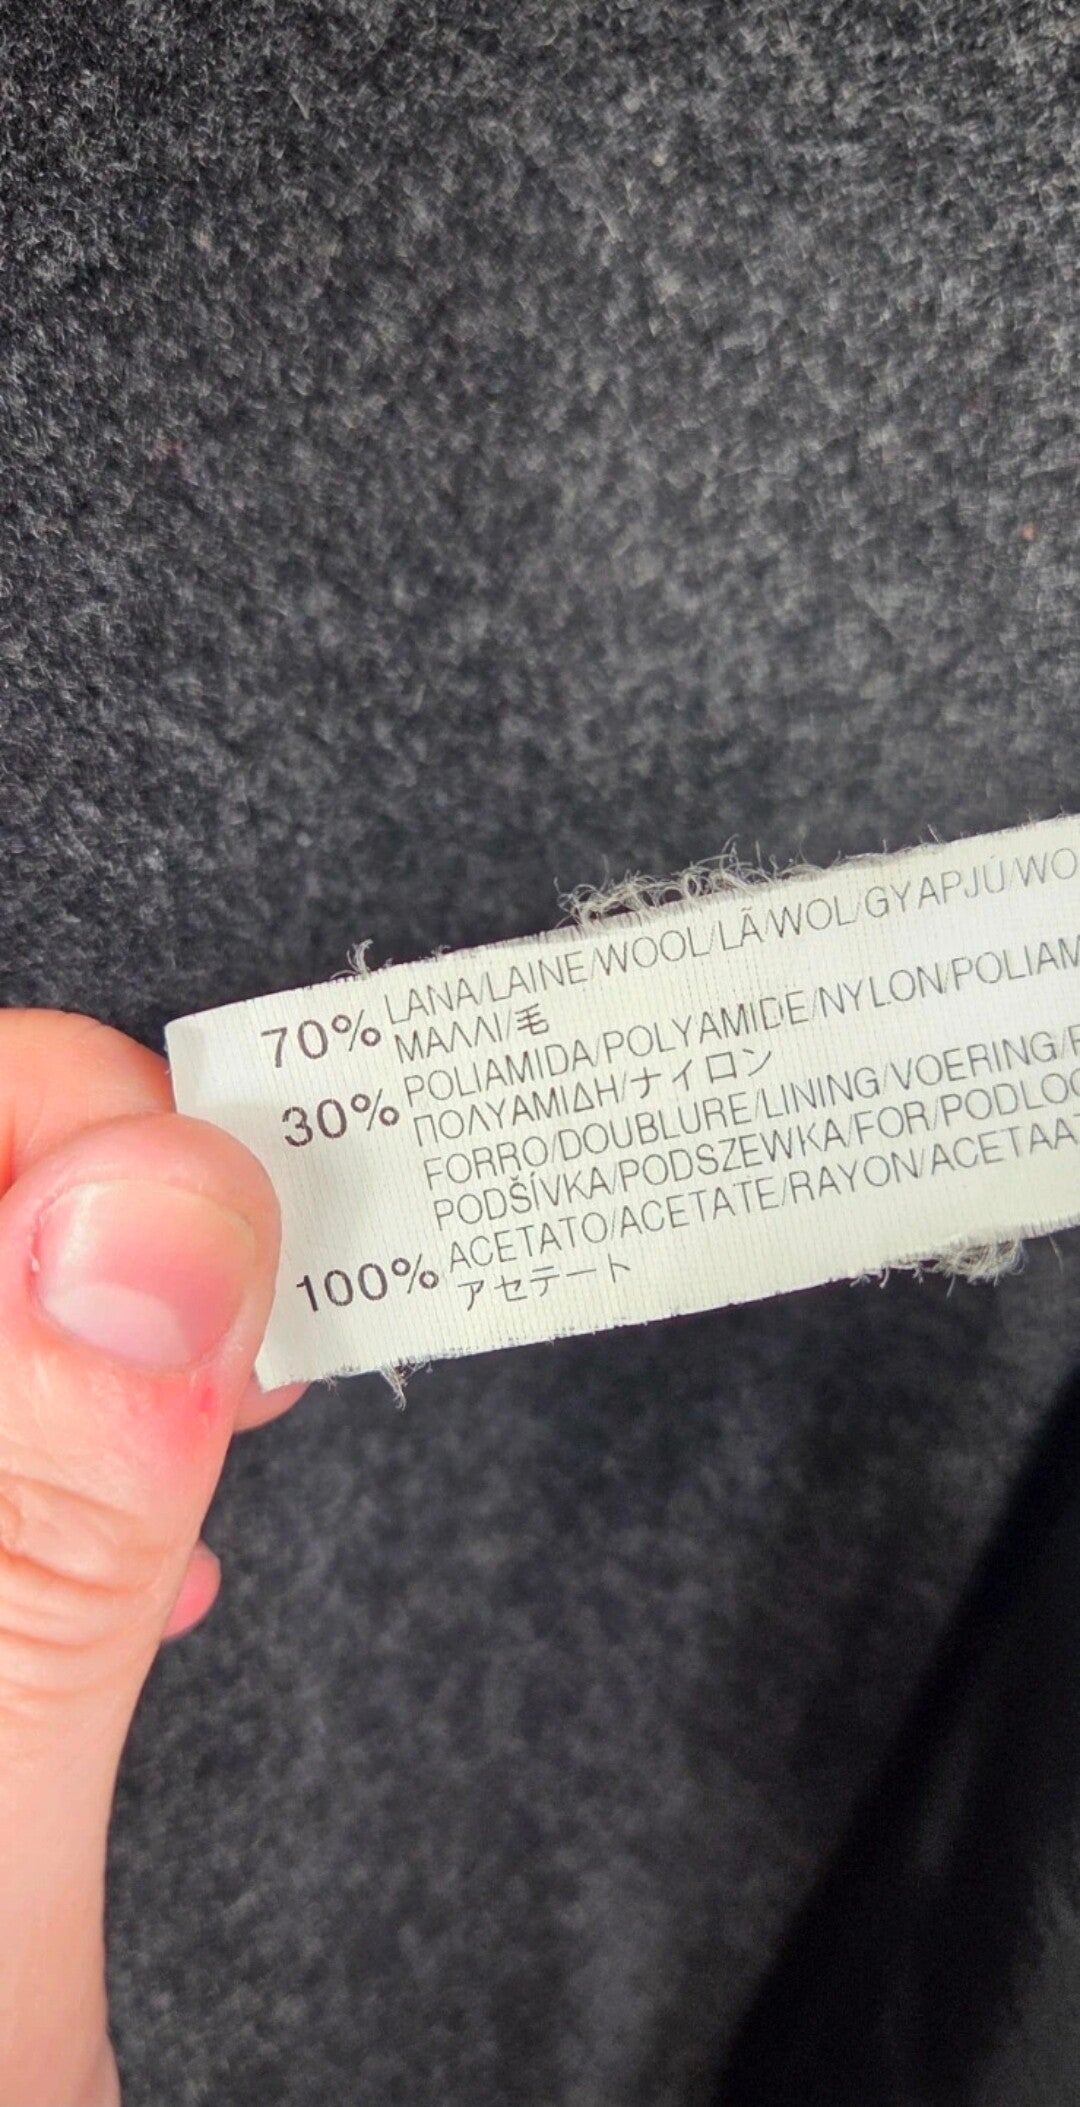 70% LANA/LAINE/WOOL/LÃ/WOL/GYAPJÚ/WO
ΜΑΛΛΙ/毛
30% POLIAMIDA/POLYAMIDE/NYLON/POLIAM
ΠΟΛΥΑΜΙΔΗ/ナイロン
FORRO/DOUBLURE/LINING/VOERING/
PODŠÍVKA/PODSZEWKA/FOR/PODLOG
100% ACETATO/ACETATE/RAYON/ACETAAT
アセテート